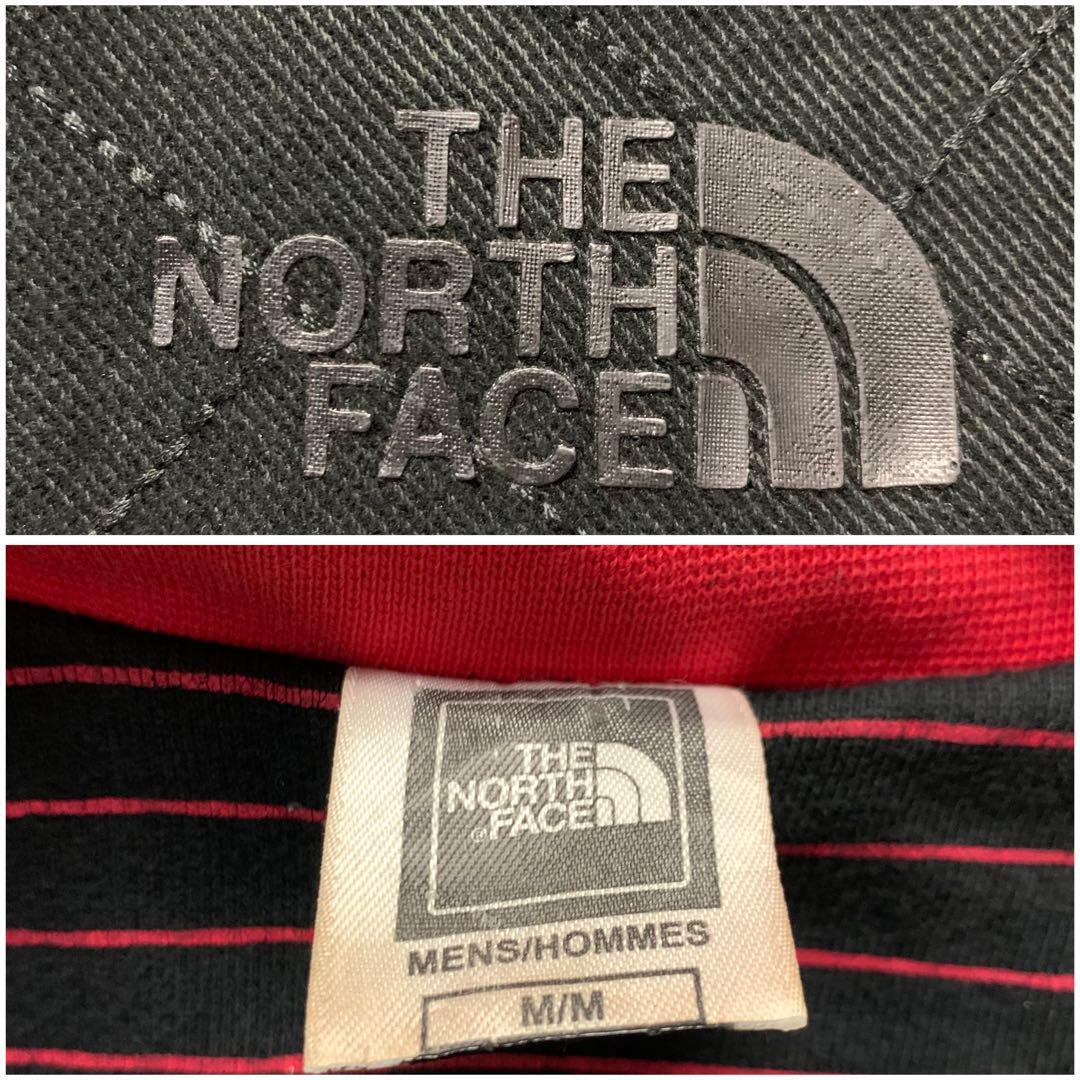 THE
NORTH
FACE
THE
NORTH
FACE
MENS/HOMMES
M/M